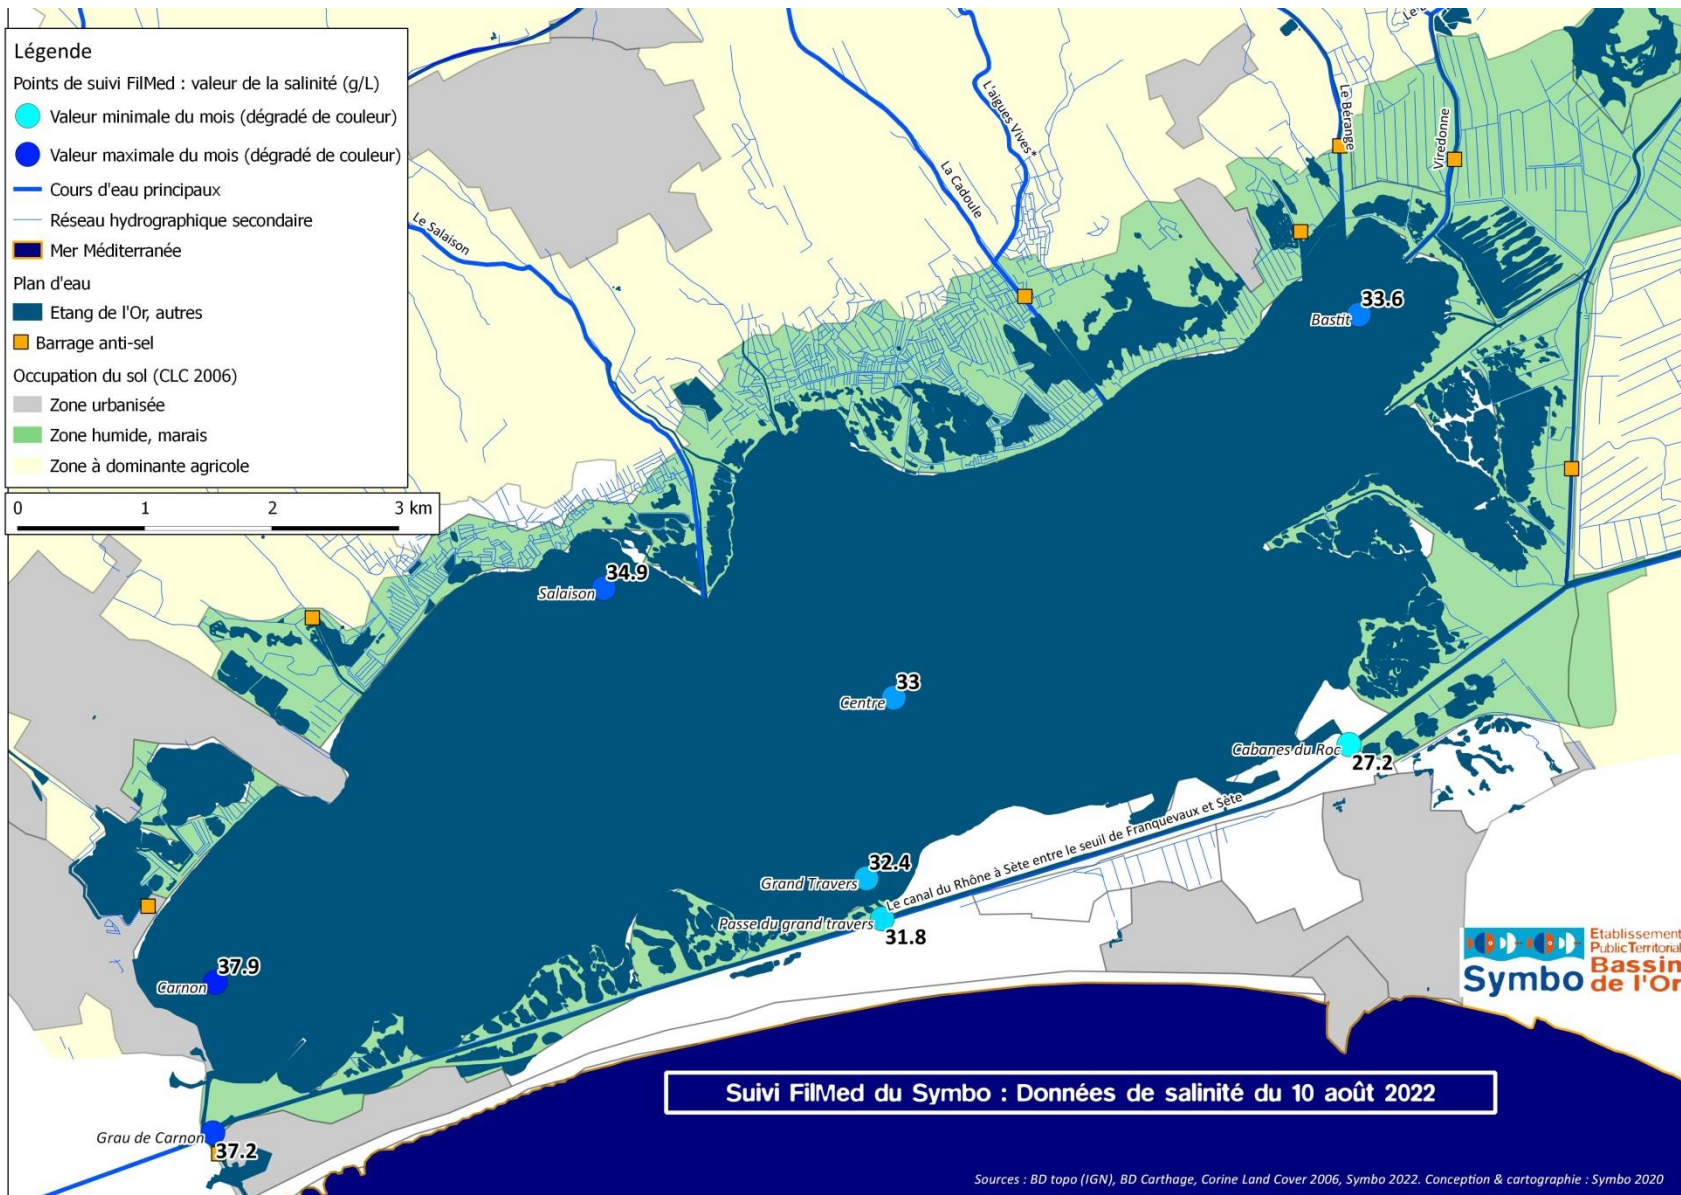 Légende
Points de suivi FilMed : valeur de la salinité (g/L)
Valeur minimale du mois (dégradé de couleur)
Valeur maximale du mois (dégradé de couleur)
Cours d'eau principaux
Réseau hydrographique secondaire
Mer Méditerranée
Plan d'eau
Etang de l'Or, autres
Barrage anti-sel
Occupation du sol (CLC 2006)
Zone urbanisée
Zone humide, marais
Zone à dominante agricole
0 1 2 3 km
Le Salaison
La Cadoule
L'aigues Vives*
Le Bérange
Viredonne
33.6
Bastit
34.9
Salaison
33
Centre
Cabanes du Roc
27.2
Le canal du Rhône à Sète entre le seuil de Franquevaux et Sète
32.4
Grand Travers
Passe du grand travers
31.8
37.9
Carnon
Grau de Carnon
37.2
Symbo
Etablissement
Public Territorial
Bassin
de l'Or
Suivi FilMed du Symbo : Données de salinité du 10 août 2022
Sources : BD topo (IGN), BD Carthage, Corine Land Cover 2006, Symbo 2022. Conception & cartographie : Symbo 2020